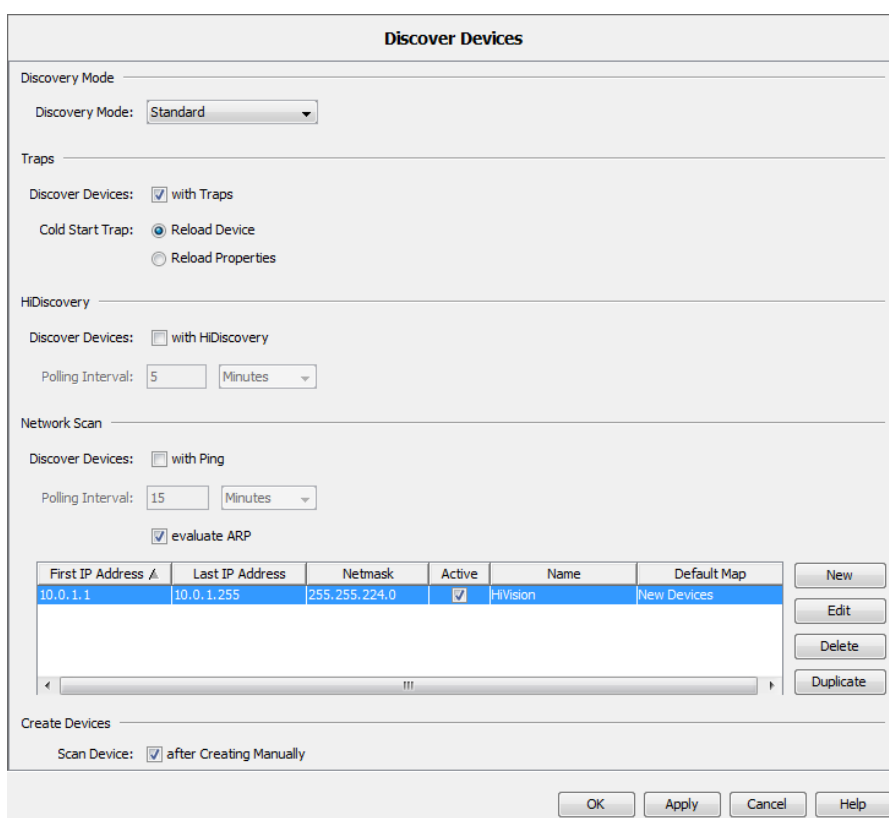 Discover Devices
Discovery Mode
Discovery Mode: Standard
Traps
Discover Devices: with Traps
Cold Start Trap: Reload Device
Reload Properties
HiDiscovery
Discover Devices: with HiDiscovery
Polling Interval: 5 Minutes
Network Scan
Discover Devices: with Ping
Polling Interval: 15 Minutes
evaluate ARP
First IP Address Last IP Address Netmask Active Name Default Map New
10.0.1.1 10.0.1.255 255.255.224.0 HiVision New Devices
Edit
Delete
Duplicate
Create Devices
Scan Device: after Creating Manually
OK Apply Cancel Help